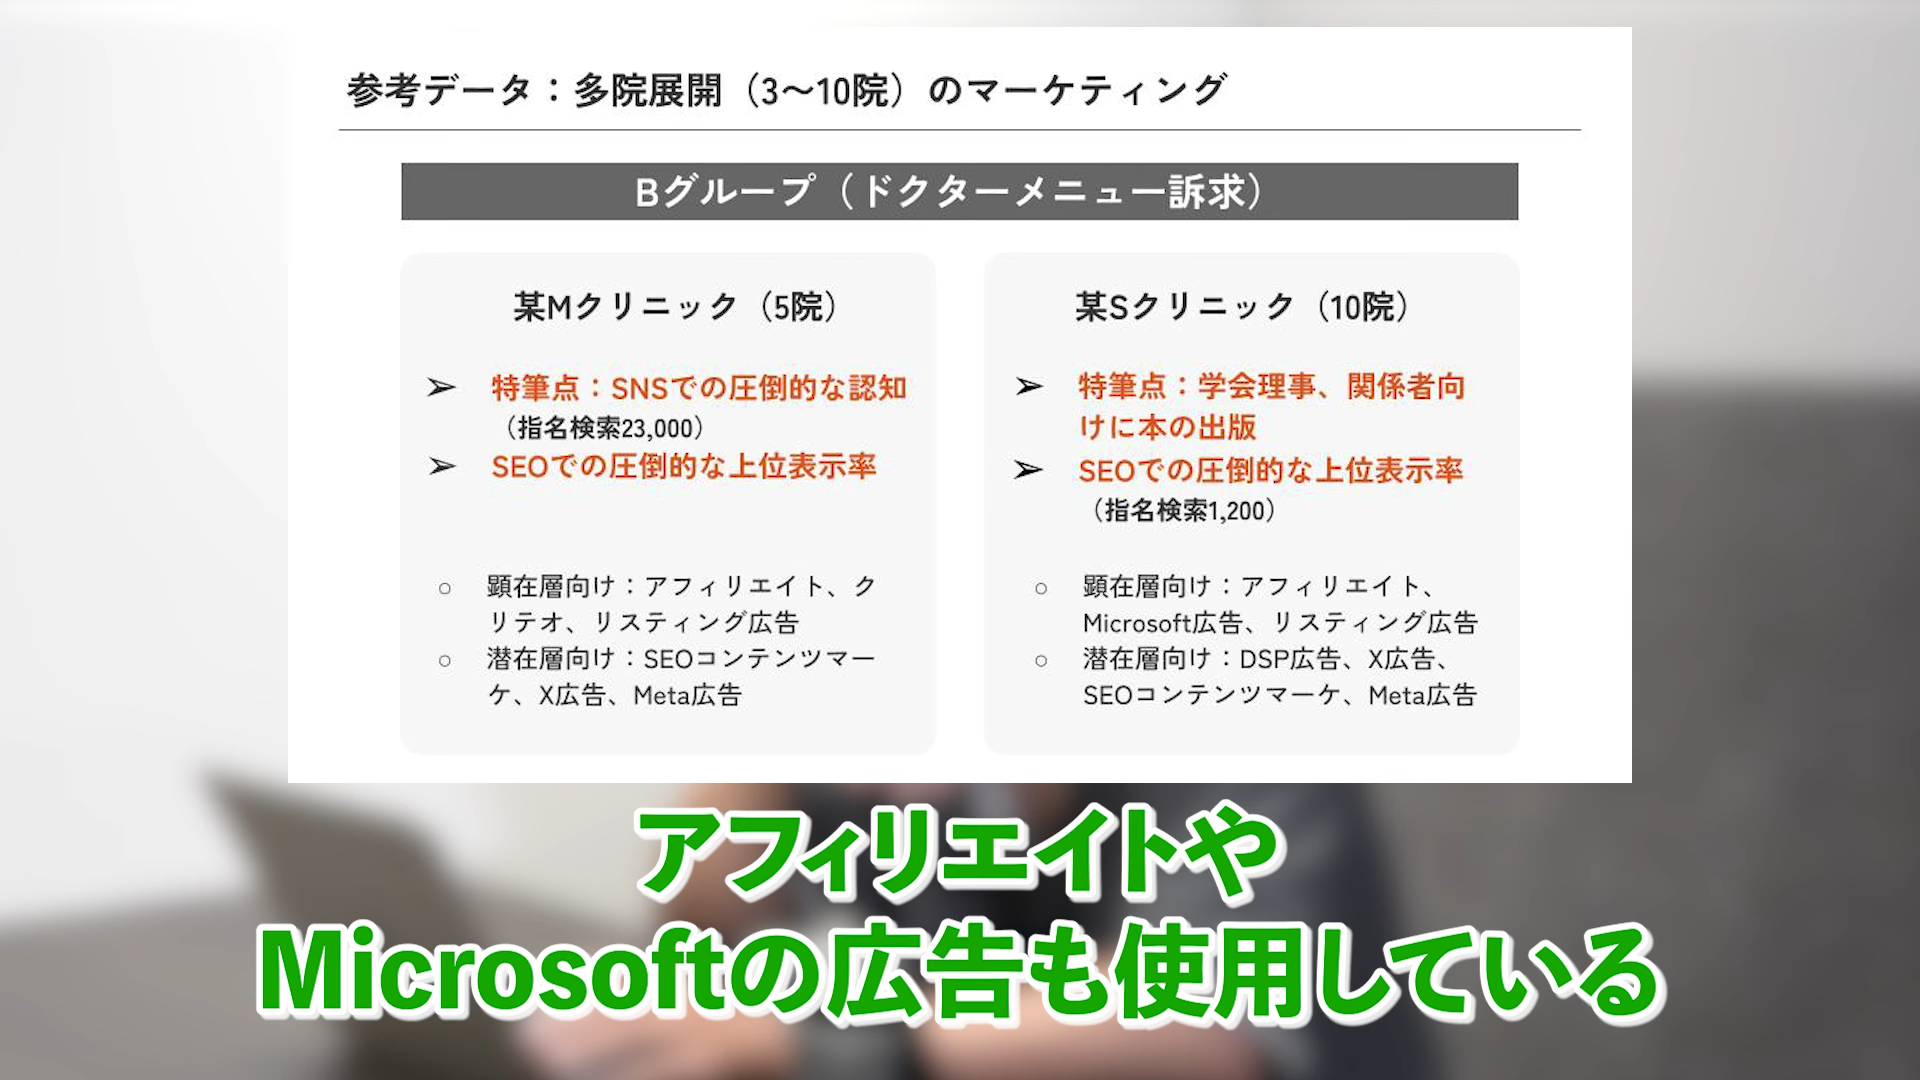 参考データ：多院展開（3〜10院）のマーケティング
Bグループ（ドクターメニュー訴求）
某Mクリニック（5院）
➢ 特筆点：SNSでの圧倒的な認知
（指名検索23,000）
➢ SEOでの圧倒的な上位表示率
○ 顕在層向け：アフィリエイト、ク
リテオ、リスティング広告
○ 潜在層向け：SEOコンテンツマー
ケ、X広告、Meta広告
某Sクリニック（10院）
➢ 特筆点：学会理事、関係者向
けに本の出版
➢ SEOでの圧倒的な上位表示率
（指名検索1,200）
○ 顕在層向け：アフィリエイト、
Microsoft広告、リスティング広告
○ 潜在層向け：DSP広告、X広告、
SEOコンテンツマーケ、Meta広告
アフィリエイトや
Microsoftの広告も使用している